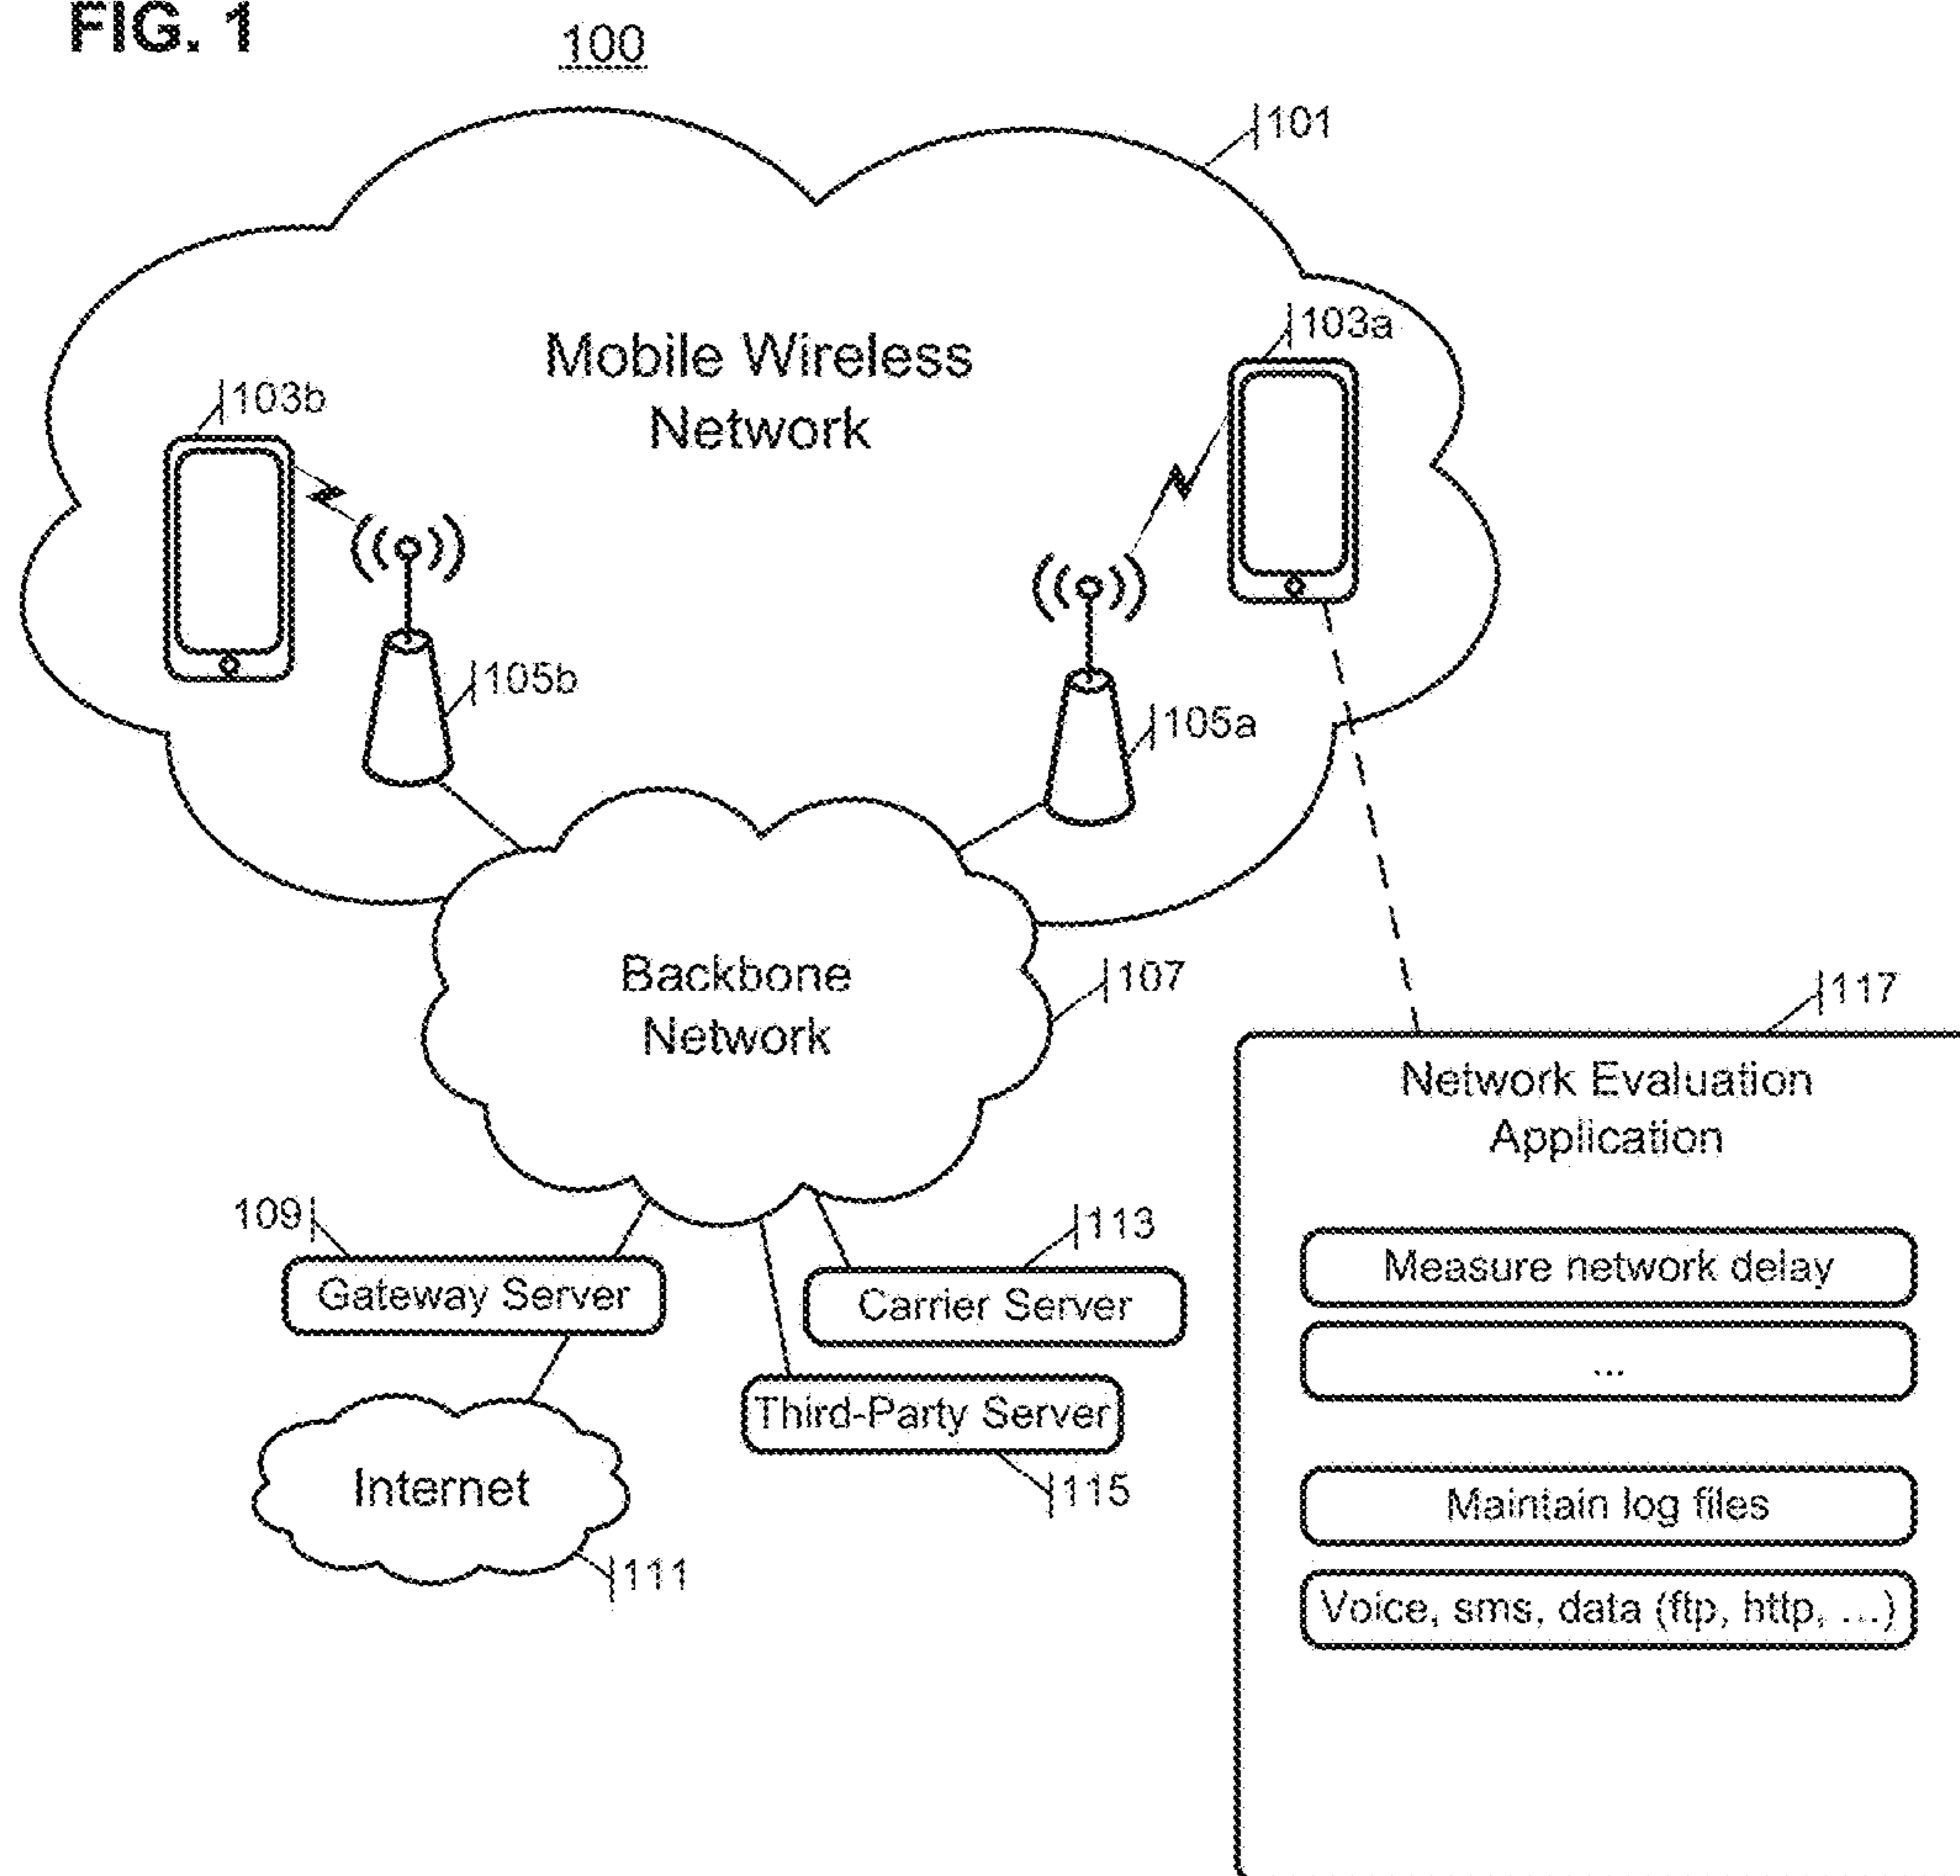 FIG. 1
100
101
Mobile Wireless
Network
103a
103b
105b
105a
Backbone
Network
107
117
Network Evaluation
Application
109
113
Gateway Server
Carrier Server
Measure network delay
...
Third-Party Server
115
Internet
111
Maintain log files
Voice, sms, data (ftp, http, ...)